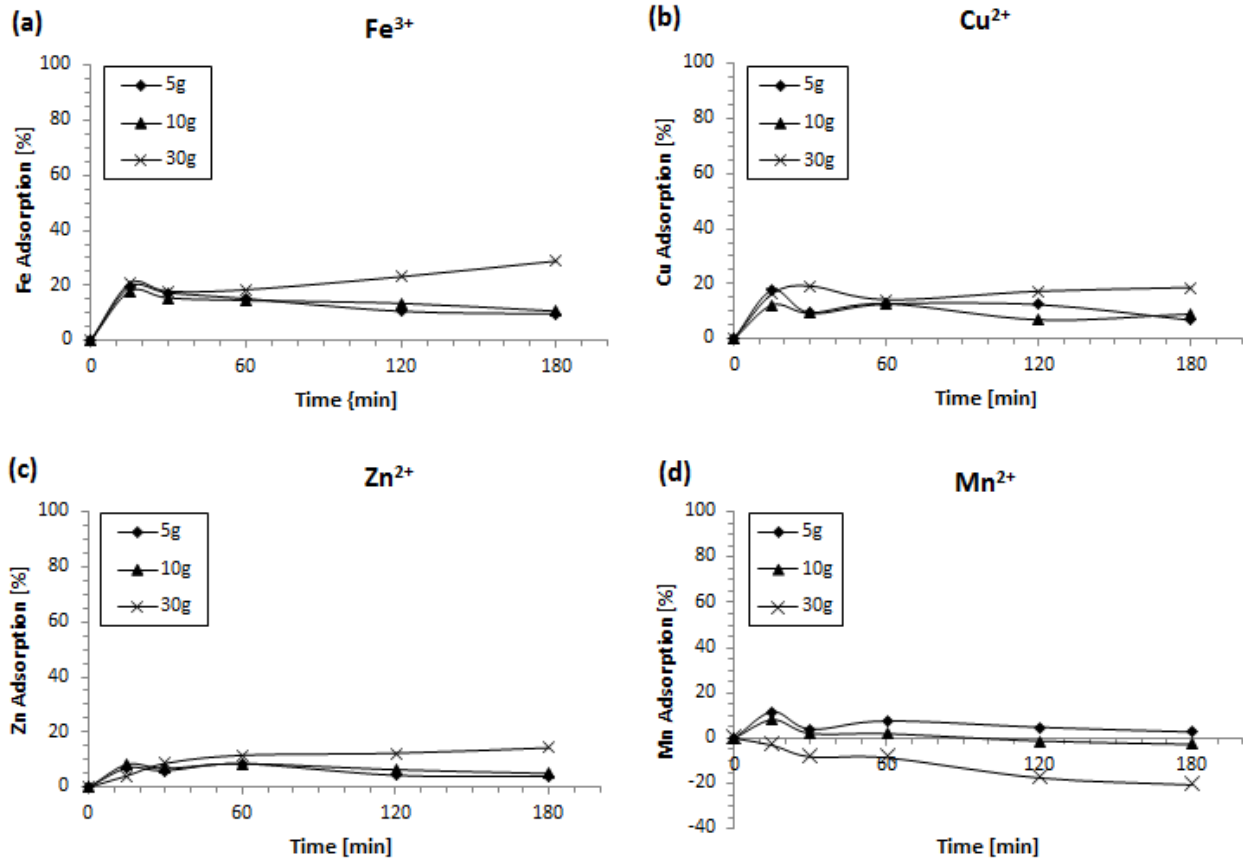 (a)
Fe³⁺
100
80
60
40
20
0
Fe Adsorption [%]
5g
10g
30g
0 60 120 180
Time {min]
(b)
Cu²⁺
100
80
60
40
20
0
Cu Adsorption [%]
5g
10g
30g
0 60 120 180
Time [min]
(c)
Zn²⁺
100
80
60
40
20
0
Zn Adsorption [%]
5g
10g
30g
0 60 120 180
Time [min]
(d)
Mn²⁺
100
80
60
40
20
0
-20
-40
Mn Adsorption [%]
5g
10g
30g
0 60 120 180
Time [min]